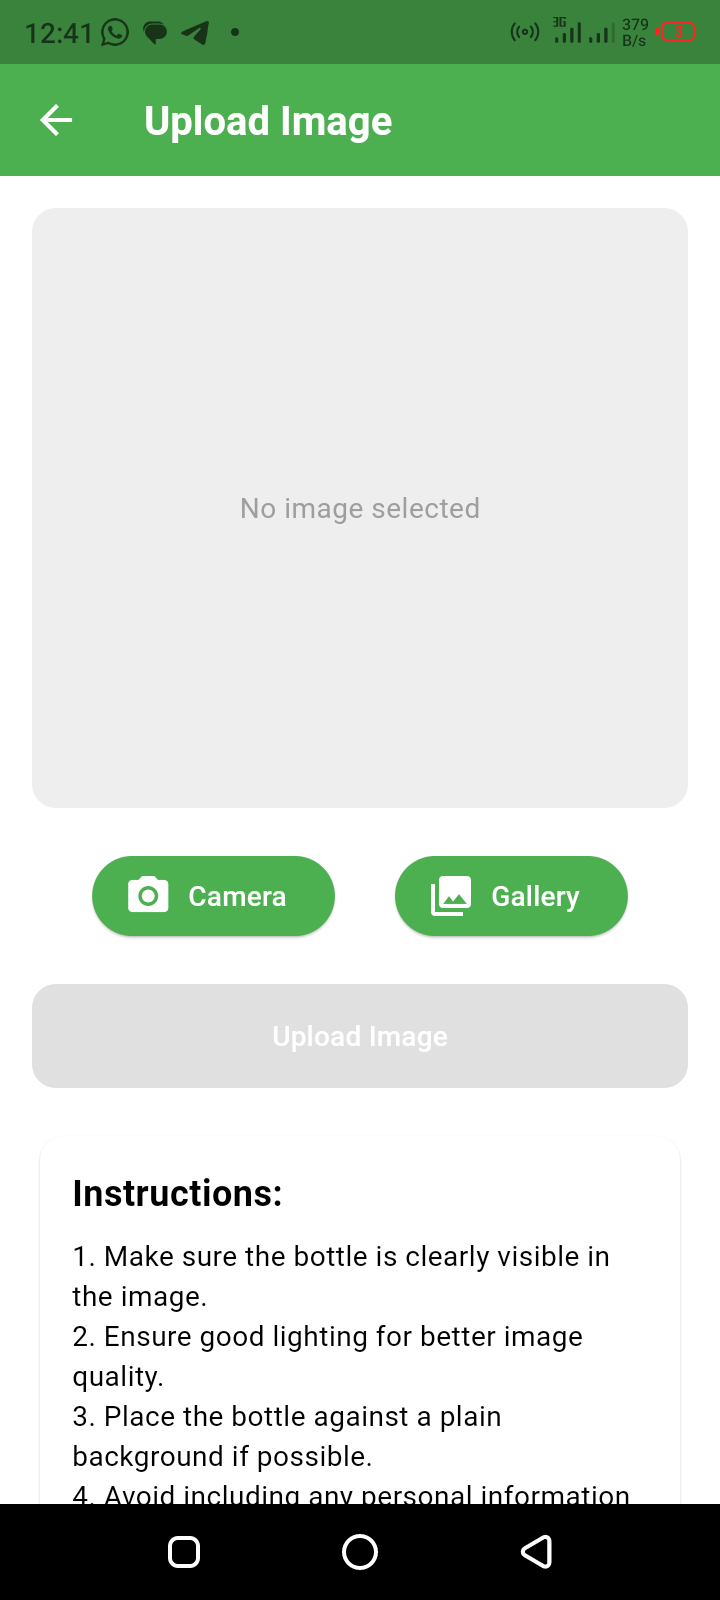 12:41
3G
379
B/s
3
Upload Image
No image selected
Camera
Gallery
Upload Image
Instructions:
1. Make sure the bottle is clearly visible in
the image.
2. Ensure good lighting for better image
quality.
3. Place the bottle against a plain
background if possible.
4. Avoid including any personal information